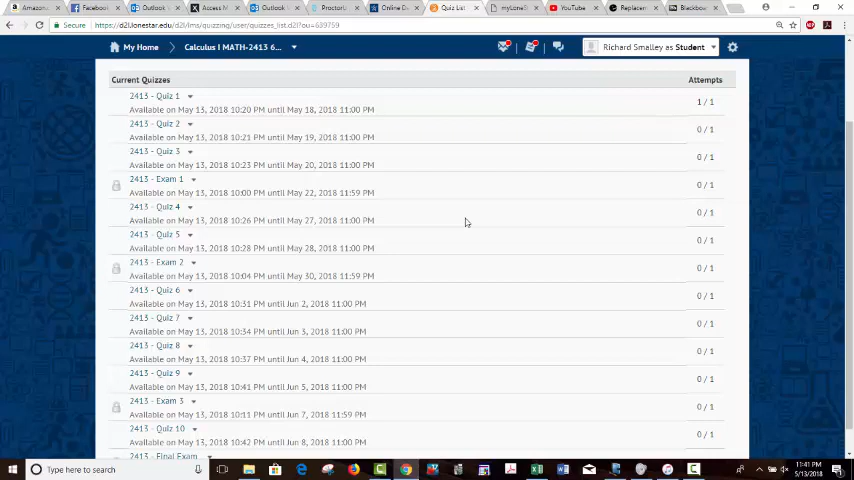 Amazon
Facebook
Outlook V
Access N
Outlook V
ProctorU
Online E
Quiz List
myLoneS
YouTube
Replacem
Blackboa
Secure
https://d2l.lonestar.edu/d2l/lms/quizzing/user/quizzes_list.d2l?ou=639759
My Home
Calculus I MATH-2413 6...
Richard Smalley as Student
Current Quizzes
Attempts
2413 - Quiz 1
1 / 1
Available on May 13, 2018 10:20 PM until May 18, 2018 11:00 PM
2413 - Quiz 2
0 / 1
Available on May 13, 2018 10:21 PM until May 19, 2018 11:00 PM
2413 - Quiz 3
0 / 1
Available on May 13, 2018 10:23 PM until May 20, 2018 11:00 PM
2413 - Exam 1
0 / 1
Available on May 13, 2018 10:00 PM until May 22, 2018 11:59 PM
2413 - Quiz 4
0 / 1
Available on May 13, 2018 10:26 PM until May 27, 2018 11:00 PM
2413 - Quiz 5
0 / 1
Available on May 13, 2018 10:28 PM until May 28, 2018 11:00 PM
2413 - Exam 2
0 / 1
Available on May 13, 2018 10:04 PM until May 30, 2018 11:59 PM
2413 - Quiz 6
0 / 1
Available on May 13, 2018 10:31 PM until Jun 2, 2018 11:00 PM
2413 - Quiz 7
0 / 1
Available on May 13, 2018 10:34 PM until Jun 3, 2018 11:00 PM
2413 - Quiz 8
0 / 1
Available on May 13, 2018 10:37 PM until Jun 4, 2018 11:00 PM
2413 - Quiz 9
0 / 1
Available on May 13, 2018 10:41 PM until Jun 5, 2018 11:00 PM
2413 - Exam 3
0 / 1
Available on May 13, 2018 10:11 PM until Jun 7, 2018 11:59 PM
2413 - Quiz 10
0 / 1
Available on May 13, 2018 10:42 PM until Jun 8, 2018 11:00 PM
2413 - Final Exam
Type here to search
11:41 PM
5/13/2018